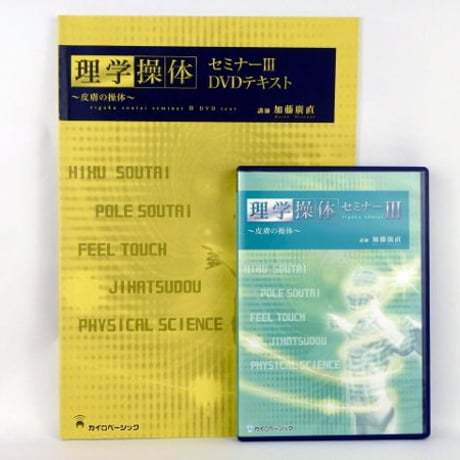 理学操体 セミナーIII
DVDテキスト
～皮膚の操体～
rigaku soutai seminar III DVD text
講師 加藤廣直
HIHU SOUTAI
POLE SOUTAI
FEEL TOUCH
JIHATSUDOU
PHYSICAL SCIENCE
カイロベーシック
理学操体 セミナーIII
rigaku soutai
～皮膚の操体～
講師 加藤廣直
HIHU SOUTAI
POLE SOUTAI
FEEL TOUCH
JIHATSUDOU
PHYSICAL SCIENCE
カイロベーシック